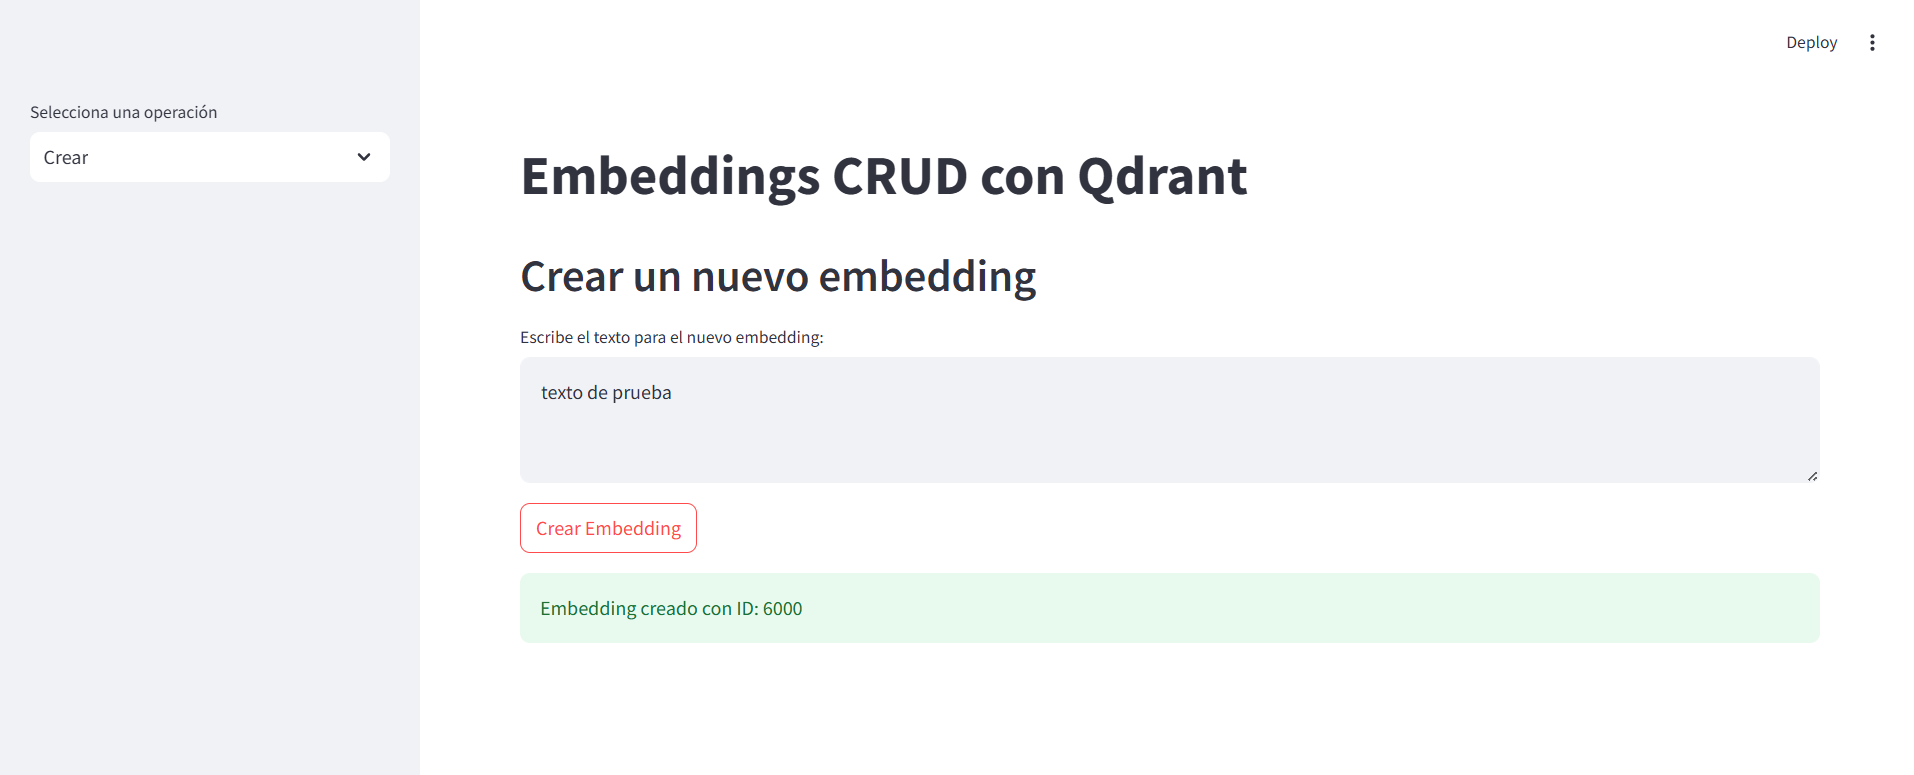 Deploy
Selecciona una operación
Crear
Embeddings CRUD con Qdrant
Crear un nuevo embedding
Escribe el texto para el nuevo embedding:
texto de prueba
Crear Embedding
Embedding creado con ID: 6000